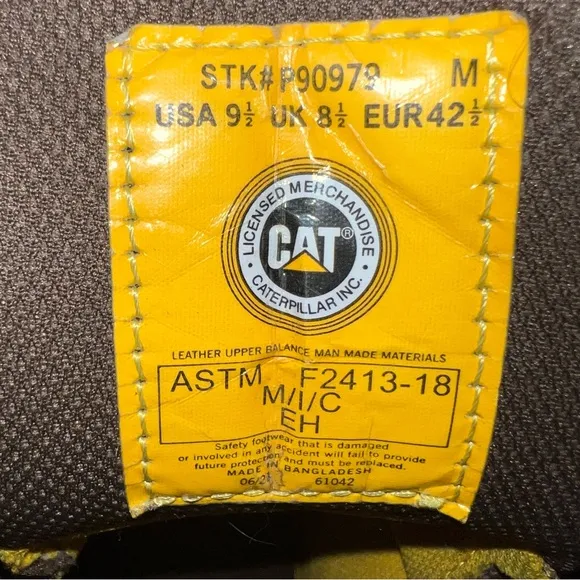 STK# P90979 M
USA 9½ UK 8½ EUR 42½
LICENSED MERCHANDISE
CAT®
CATERPILLAR INC.
LEATHER UPPER BALANCE MAN MADE MATERIALS
ASTM F2413-18
M/I/C
EH
Safety footwear that is damaged
or involved in any accident will fail to provide
future protection and must be replaced.
MADE IN BANGLADESH
61042